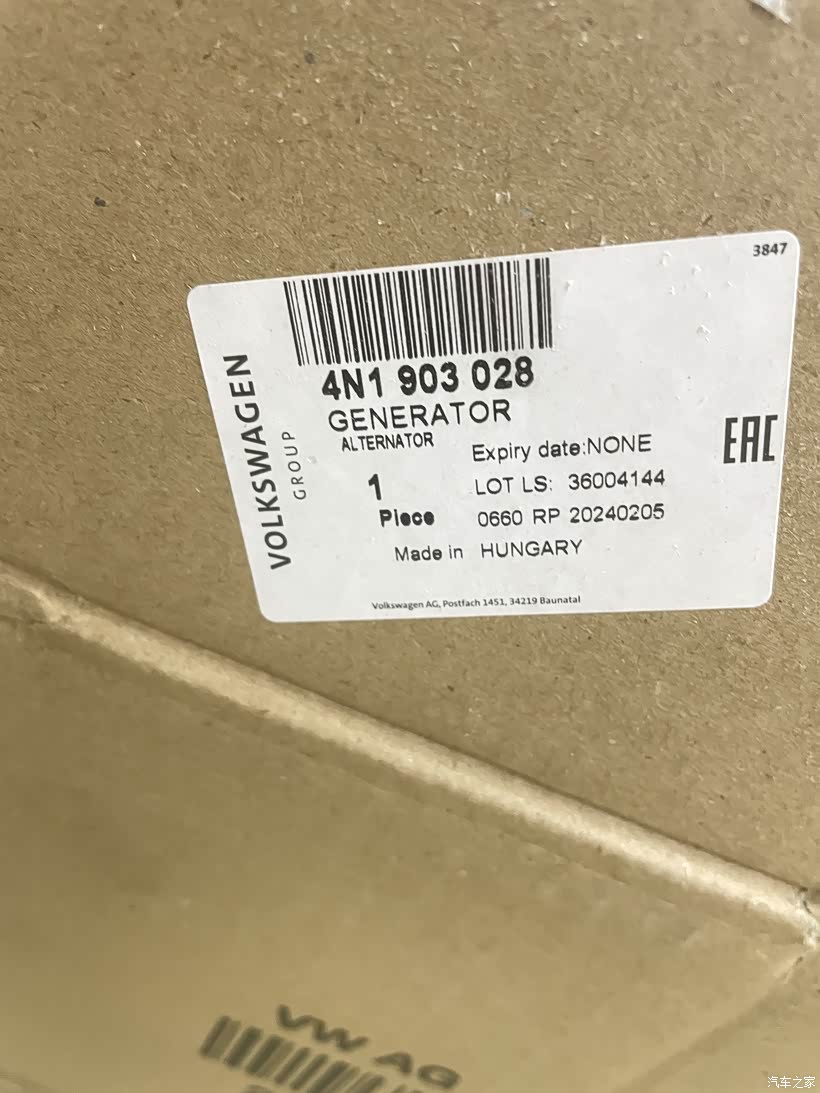 3847
VOLKSWAGEN
GROUP
4N1 903 028
GENERATOR
ALTERNATOR
Expiry date:NONE
1
LOT LS: 36004144
Piece
0660 RP 20240205
Made in HUNGARY
EAC
Volkswagen AG, Postfach 1451, 34219 Baunatal
VW AG
汽车之家